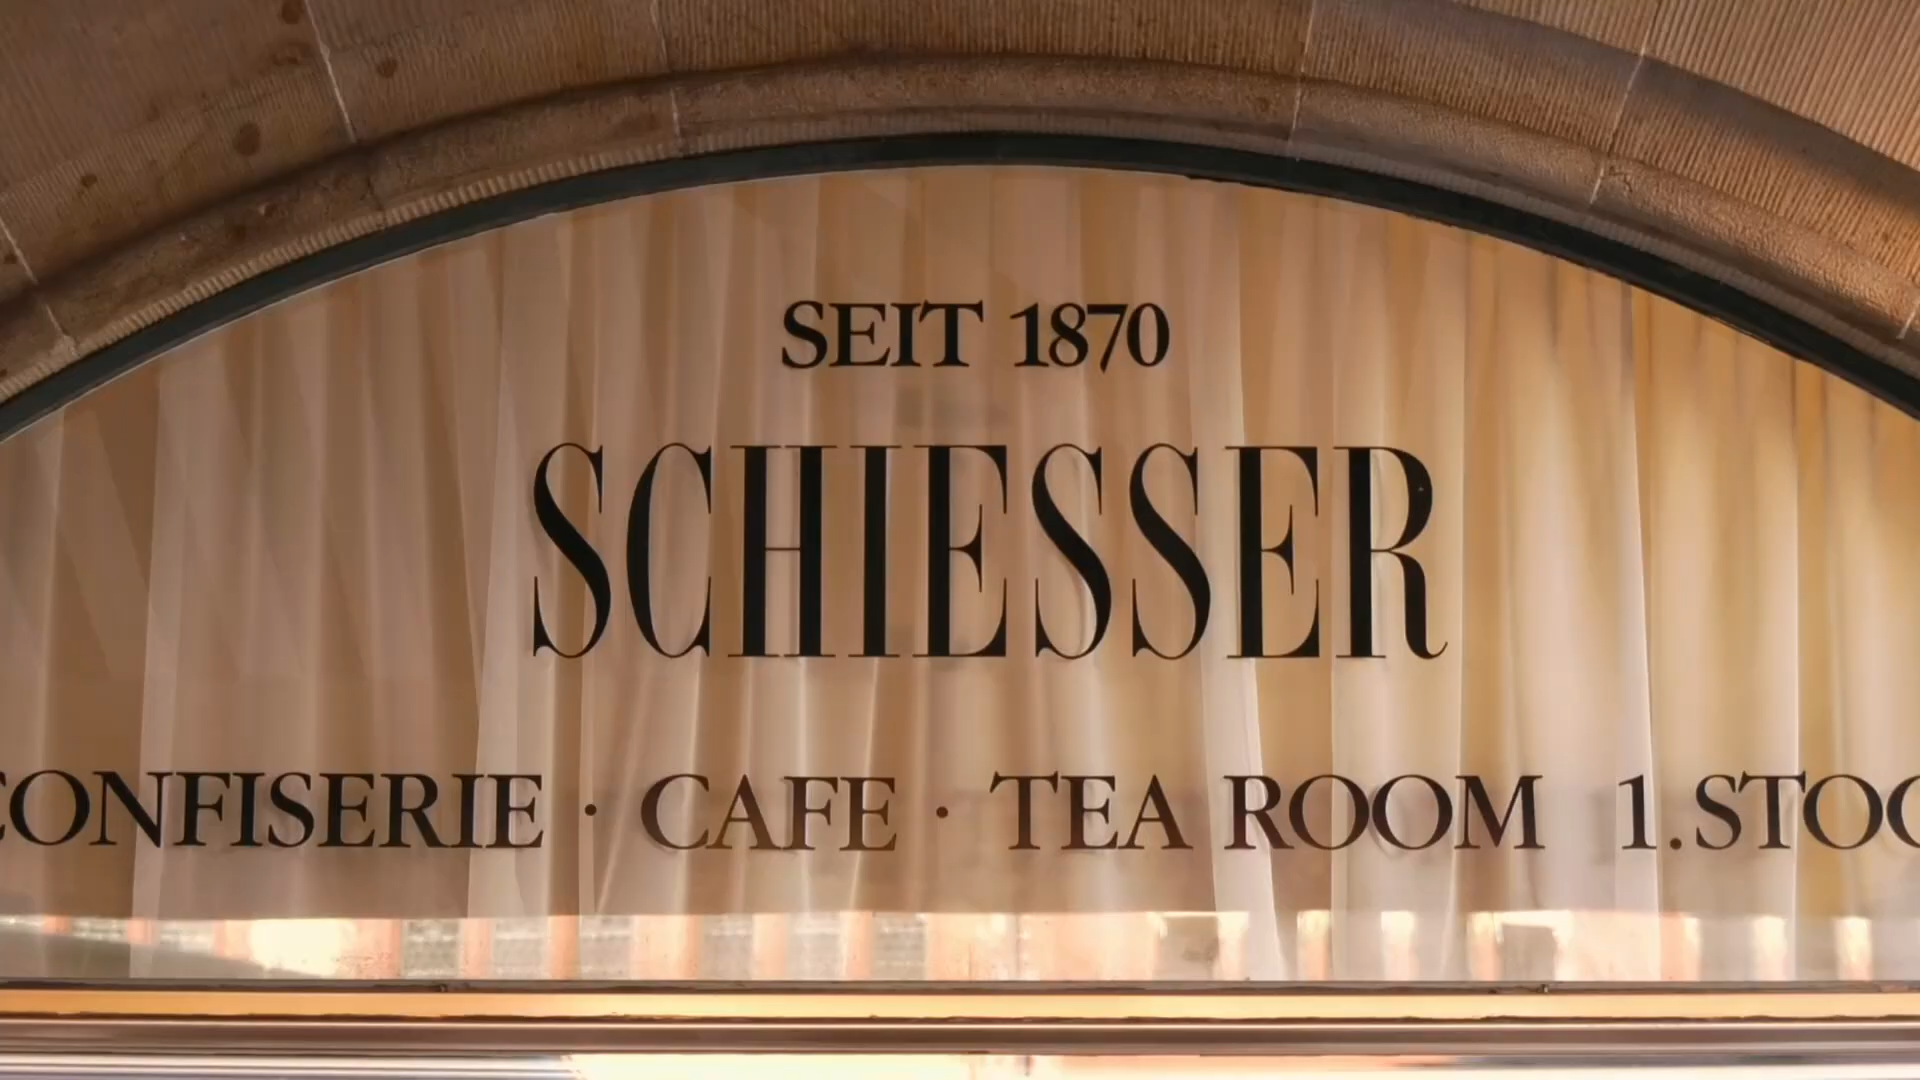 SEIT 1870
SCHIESSER
CONFISERIE · CAFE · TEA ROOM 1.STOC